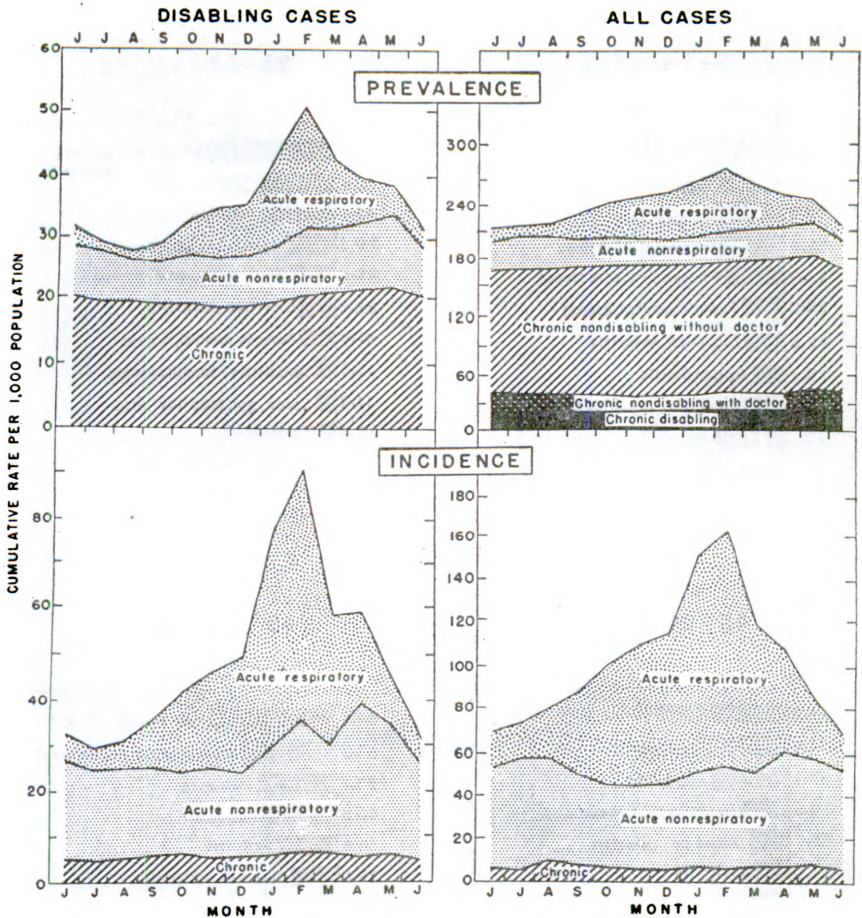 DISABLING CASES
ALL CASES
J J A S O N D J F M A M J
J J A S O N D J F M A M J
PREVALENCE
60
50
40
30
20
10
0
Acute respiratory
Acute nonrespiratory
Chronic
300
240
180
120
60
0
Acute respiratory
Acute nonrespiratory
Chronic nondisabling without doctor
Chronic nondisabling with doctor
Chronic disabling
CUMULATIVE RATE PER 1,000 POPULATION
INCIDENCE
80
60
40
20
0
Acute respiratory
Acute nonrespiratory
Chronic
180
160
140
120
100
80
60
40
20
0
Acute respiratory
Acute nonrespiratory
Chronic
J J A S O N D J F M A M J
J J A S O N D J F M A M J
MONTH
MONTH